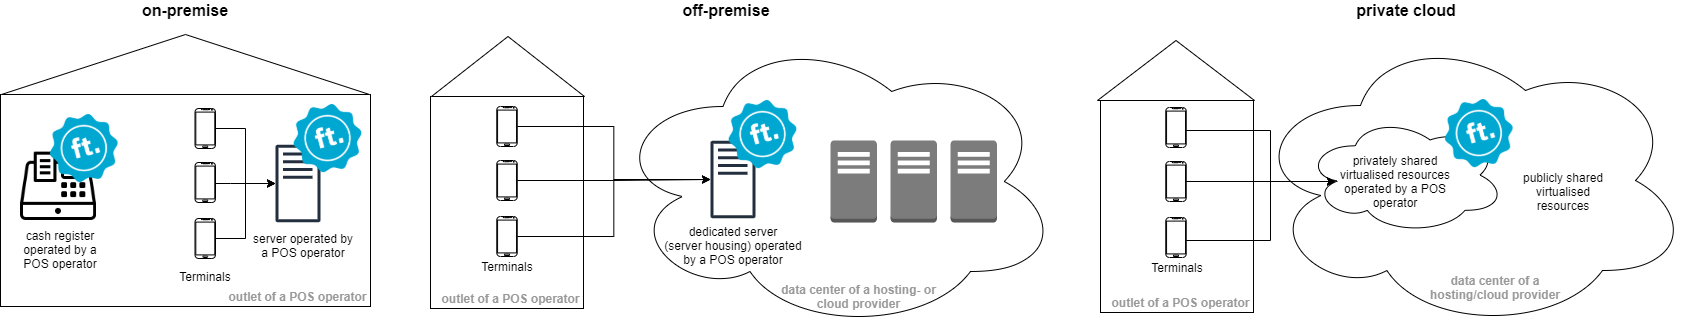 on-premise
ft.
ft.
cash register
operated by a
POS operator
Terminals
server operated by
a POS operator
outlet of a POS operator
off-premise
Terminals
outlet of a POS operator
ft.
dedicated server
(server housing) operated
by a POS operator
data center of a hosting- or
cloud provider
private cloud
Terminals
outlet of a POS operator
ft.
privately shared
virtualised resources
operated by a POS
operator
publicly shared
virtualised
resources
data center of a
hosting/cloud provider